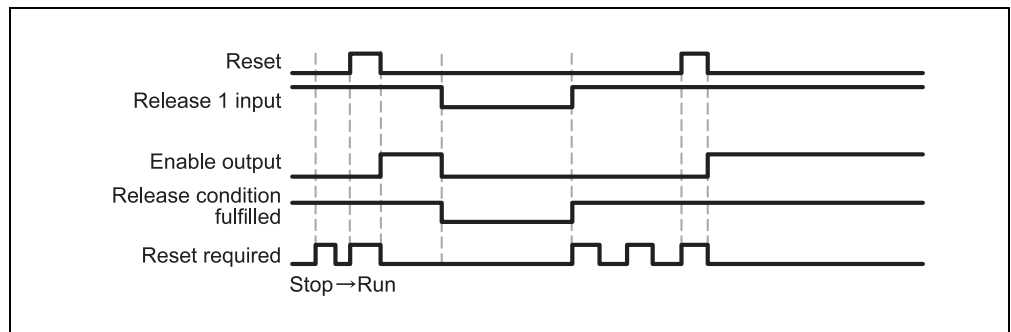 Reset
Release 1 input
Enable output
Release condition
fulfilled
Reset required
Stop→Run